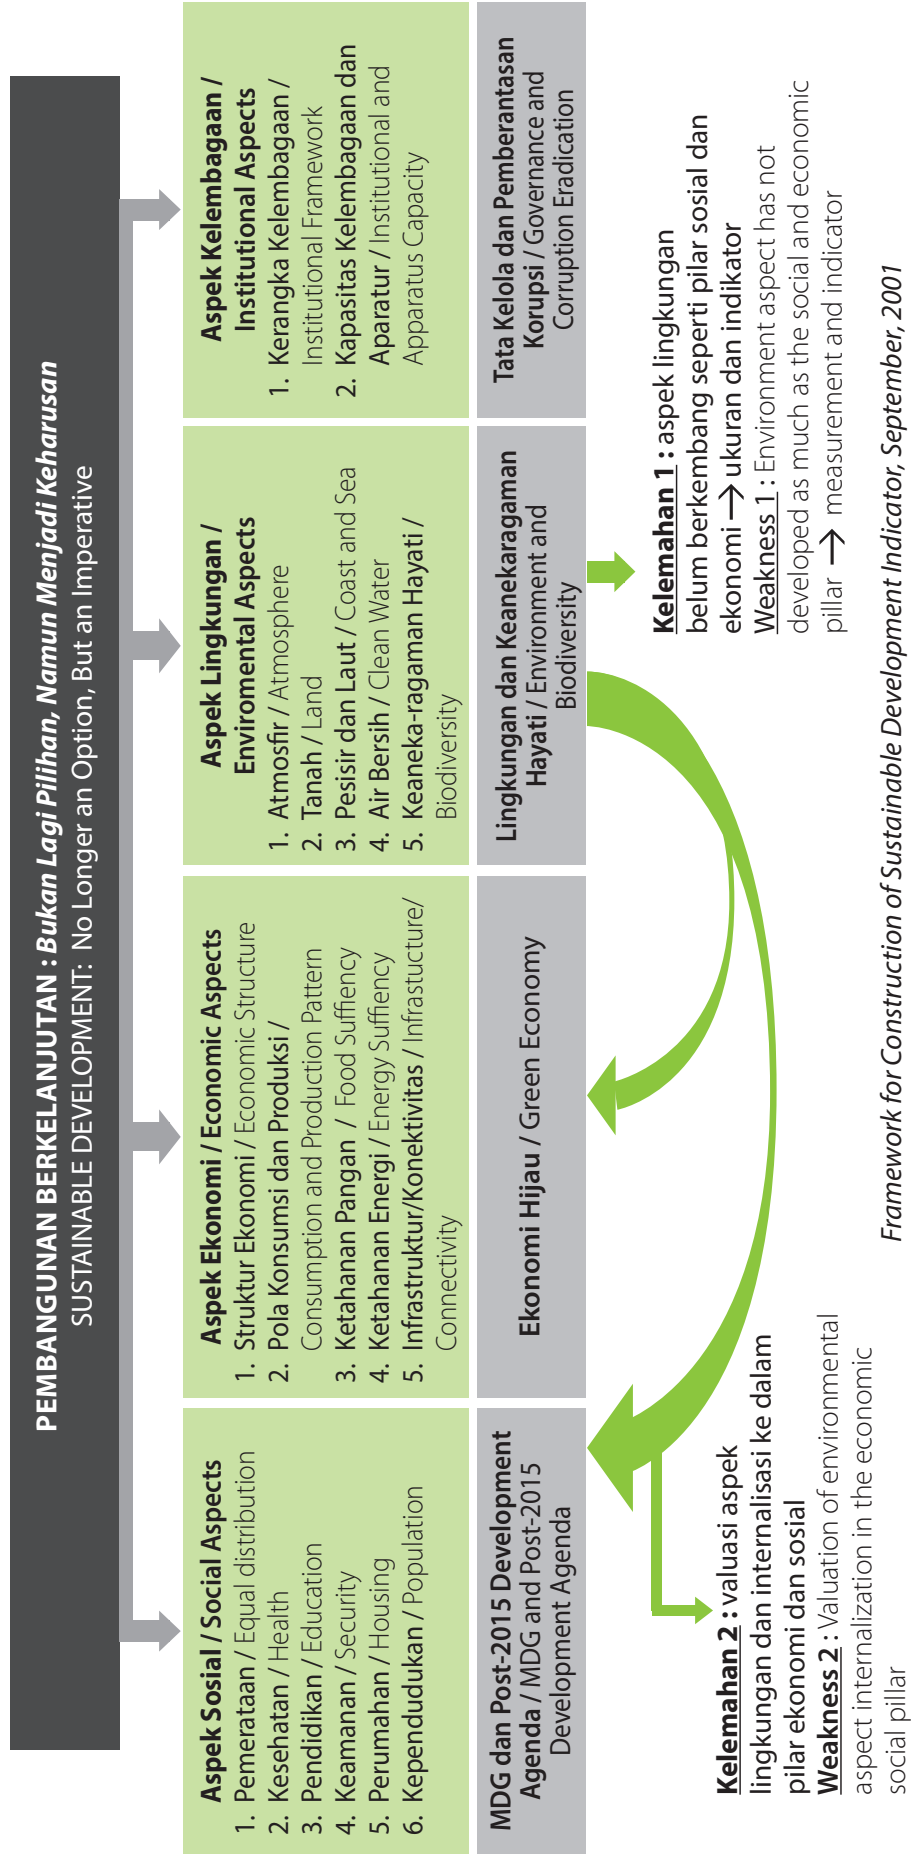 PEMBANGUNAN BERKELANJUTAN : Bukan Lagi Pilihan, Namun Menjadi Keharusan
SUSTAINABLE DEVELOPMENT: No Longer an Option, But an Imperative
Aspek Sosial / Social Aspects
1. Pemerataan / Equal distribution
2. Kesehatan / Health
3. Pendidikan / Education
4. Keamanan / Security
5. Perumahan / Housing
6. Kependudukan / Population
MDG dan Post-2015 Development
Agenda / MDG and Post-2015
Development Agenda
Aspek Ekonomi / Economic Aspects
1. Struktur Ekonomi / Economic Structure
2. Pola Konsumsi dan Produksi /
Consumption and Production Pattern
3. Ketahanan Pangan / Food Suffiency
4. Ketahanan Energi / Energy Suffiency
5. Infrastruktur/Konektivitas / Infrastucture/
Connectivity
Ekonomi Hijau / Green Economy
Aspek Lingkungan /
Enviromental Aspects
1. Atmosfir / Atmosphere
2. Tanah / Land
3. Pesisir dan Laut / Coast and Sea
4. Air Bersih / Clean Water
5. Keaneka-ragaman Hayati /
Biodiversity
Lingkungan dan Keanekaragaman
Hayati / Environment and
Biodiversity
Aspek Kelembagaan /
Institutional Aspects
1. Kerangka Kelembagaan /
Institutional Framework
2. Kapasitas Kelembagaan dan
Aparatur / Institutional and
Apparatus Capacity
Tata Kelola dan Pemberantasan
Korupsi / Governance and
Corruption Eradication
Kelemahan 2 : valuasi aspek
lingkungan dan internalisasi ke dalam
pilar ekonomi dan sosial
Weakness 2 : Valuation of environmental
aspect internalization in the economic
social pillar
Kelemahan 1 : aspek lingkungan
belum berkembang seperti pilar sosial dan
ekonomi → ukuran dan indikator
Weakness 1 : Environment aspect has not
developed as much as the social and economic
pillar → measurement and indicator
Framework for Construction of Sustainable Development Indicator, September, 2001